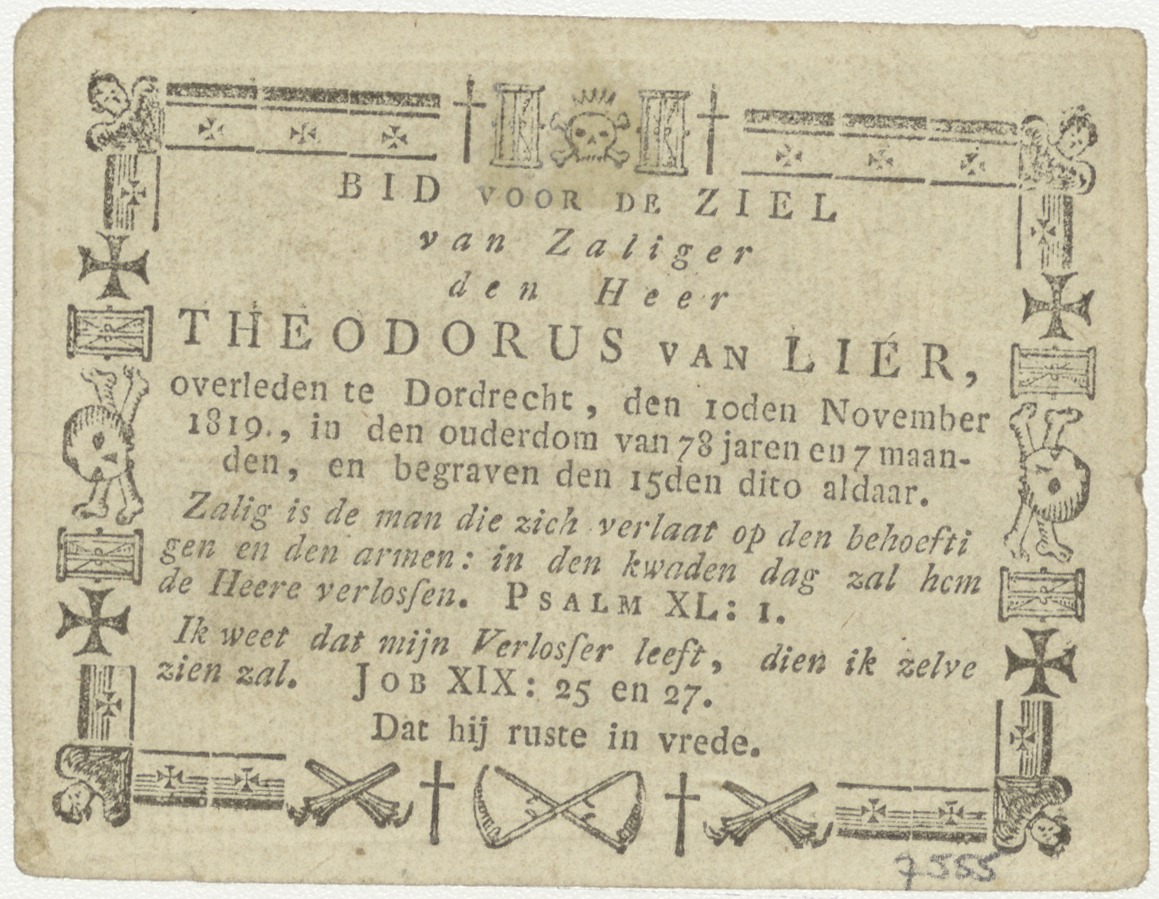 BID VOOR DE ZIEL
van Zaliger
den Heer
THEODORUS VAN LIER,
overleden te Dordrecht, den 10den November
1819., in den ouderdom van 78 jaren en 7 maan-
den, en begraven den 15den dito aldaar.
Zalig is de man die zich verlaat op den behoefti
gen en den armen: in den kwaden dag zal hem
de Heere verlosſen. PSALM XL: 1.
Ik weet dat mijn Verlosſer leeft, dien ik zelve
zien zal. JOB XIX: 25 en 27.
Dat hij ruste in vrede.
7555